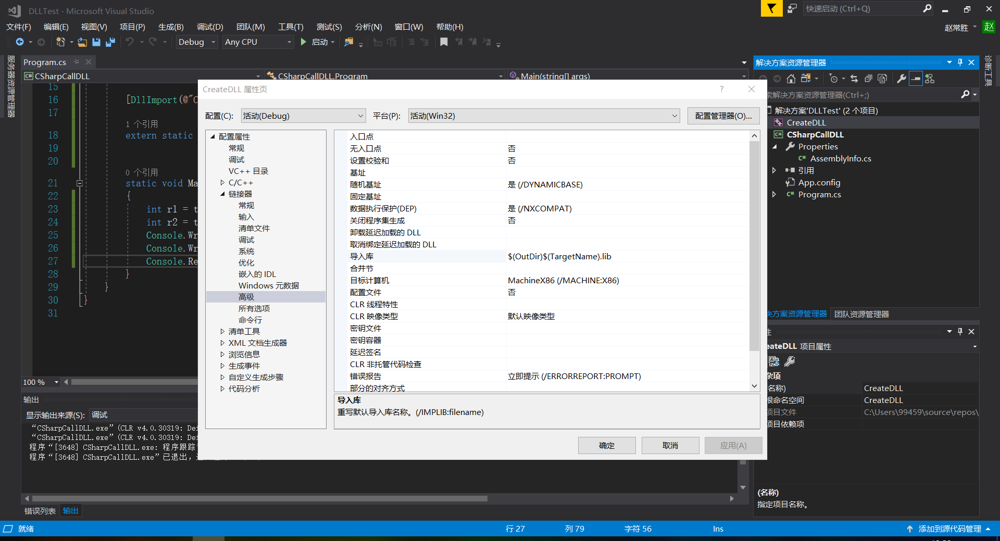 DLLTest - Microsoft Visual Studio
快速启动 (Ctrl+Q)
文件(F) 编辑(E) 视图(V) 项目(P) 生成(B) 调试(D) 团队(M) 工具(T) 测试(S) 分析(N) 窗口(W) 帮助(H)
赵常胜 赵
Debug Any CPU 启动
服务器资源管理器
Program.cs
CSharpCallDLL CSharpCallDLL.Program Main(string[] args)
15
16 [DllImport(@"C
17
1 个引用
18 extern static
19
20
0 个引用
21 static void Ma
22 {
23 int r1 = t
24 int r2 = t
25 Console.Wr
26 Console.Wr
27 Console.Re
28 }
29 }
30 }
31
100 %
输出
显示输出来源(S): 调试
“CSharpCallDLL.exe”(CLR v4.0.30319: De
“CSharpCallDLL.exe”(CLR v4.0.30319: De
程序“[3648] CSharpCallDLL.exe: 程序跟踪
程序“[3648] CSharpCallDLL.exe”已退出，
错误列表 输出
CreateDLL 属性页
?
配置(C): 活动(Debug) 平台(P): 活动(Win32) 配置管理器(O)...
配置属性
常规
调试
VC++ 目录
C/C++
链接器
常规
输入
清单文件
调试
系统
优化
嵌入的 IDL
Windows 元数据
高级
所有选项
命令行
清单工具
XML 文档生成器
浏览信息
生成事件
自定义生成步骤
代码分析
入口点
无入口点 否
设置校验和 否
基址
随机基址 是 (/DYNAMICBASE)
固定基址
数据执行保护(DEP) 是 (/NXCOMPAT)
关闭程序集生成 否
卸载延迟加载的 DLL
取消绑定延迟加载的 DLL
导入库 $(OutDir)$(TargetName).lib
合并节
目标计算机 MachineX86 (/MACHINE:X86)
配置文件 否
CLR 线程特性
CLR 映像类型 默认映像类型
密钥文件
密钥容器
延迟签名
CLR 非托管代码检查
错误报告 立即提示 (/ERRORREPORT:PROMPT)
部分的对齐方式
导入库
重写默认导入库名称。(/IMPLIB:filename)
确定 取消 应用(A)
解决方案资源管理器
索解决方案资源管理器(Ctrl+;)
解决方案'DLLTest' (2 个项目)
CreateDLL
CSharpCallDLL
Properties
AssemblyInfo.cs
引用
App.config
Program.cs
决方案资源管理器 团队资源管理器
性
eateDLL 项目属性
杂项
名称) CreateDLL
根命名空间 CreateDLL
项目文件 C:\Users\99459\source\repos\
项目依赖项
(名称)
指定项目名称。
诊断工具
就绪 行 27 列 79 字符 56 Ins 添加到源代码管理